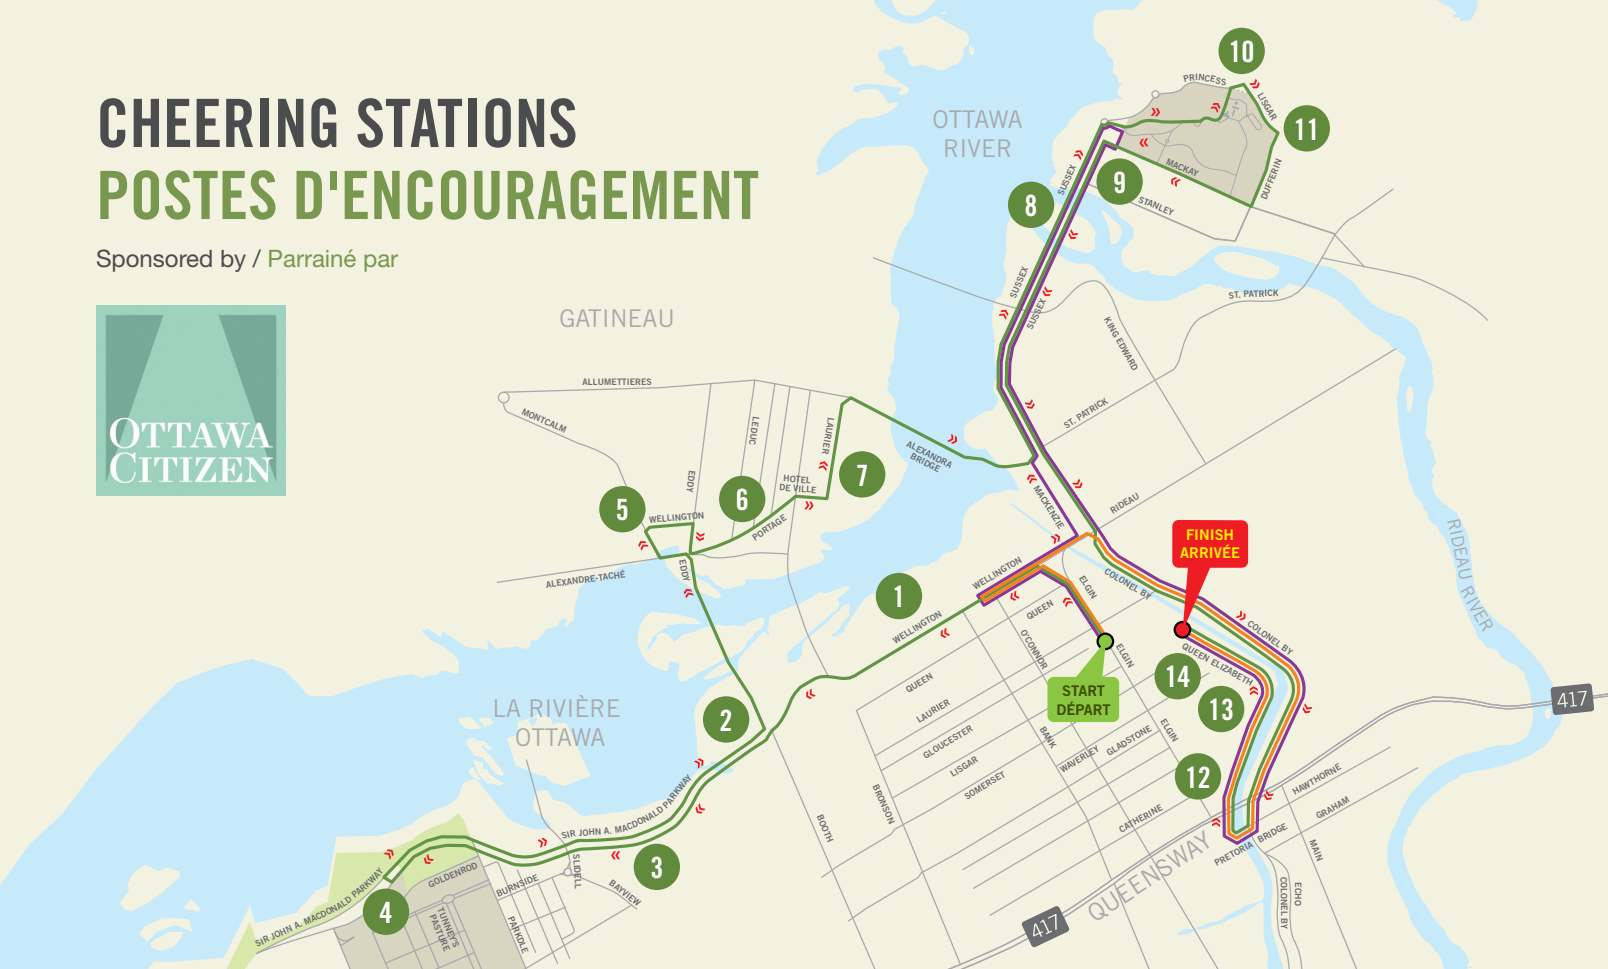 CHEERING STATIONS
POSTES D'ENCOURAGEMENT
Sponsored by / Parrainé par
OTTAWA
CITIZEN
10
PRINCESS
LISGAR
11
OTTAWA
RIVER
SUSSEX
MACKAY
DUFFERIN
9
STANLEY
8
SUSSEX
SUSSEX
ST. PATRICK
KING EDWARD
GATINEAU
ALLUMETTIERES
MONTCALM
LEDUC
LAURIER
ST. PATRICK
ALEXANDRA
BRIDGE
EDDY
HOTEL
DE VILLE
7
6
5
WELLINGTON
PORTAGE
MACKENZIE
RIDEAU
RIDEAU RIVER
FINISH
ARRIVÉE
ALEXANDRE-TACHÉ
EDDY
WELLINGTON
COLONEL BY
ELGIN
1
QUEEN
WELLINGTON
O'CONNOR
ELGIN
COLONEL BY
QUEEN ELIZABETH
14
START
DÉPART
13
QUEEN
LAURIER
417
LA RIVIÈRE
OTTAWA
2
GLOUCESTER
BANK
ELGIN
WAVERLEY
GLADSTONE
LISGAR
SOMERSET
12
HAWTHORNE
GRAHAM
SIR JOHN A. MACDONALD PARKWAY
BRONSON
BOOTH
CATHERINE
PRETORIA BRIDGE
MAIN
3
SLIDELL
GOLDENROD
BURNSIDE
BAYVIEW
QUEENSWAY
COLONEL BY
ECHO
4
SIR JOHN A. MACDONALD PARKWAY
TUNNEY'S
PASTURE
PARKDLE
417